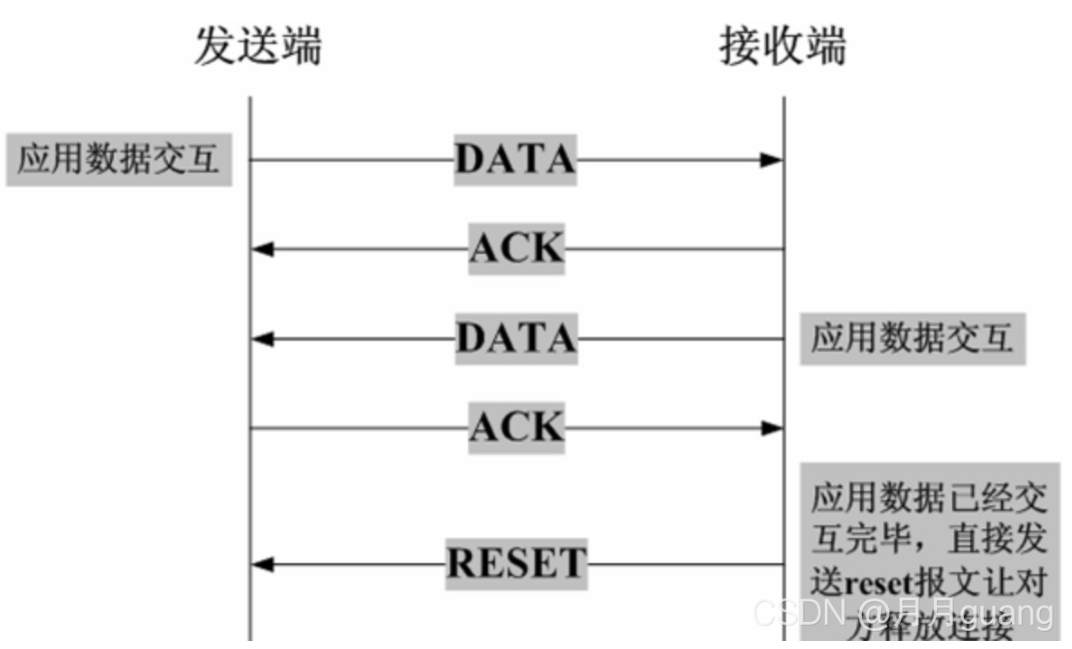 发送端 接收端
应用数据交互 DATA
ACK
DATA 应用数据交互
ACK
应用数据已经交
互完毕，直接发
RESET 送reset报文让对
方释放连接
CSDN @月月guang